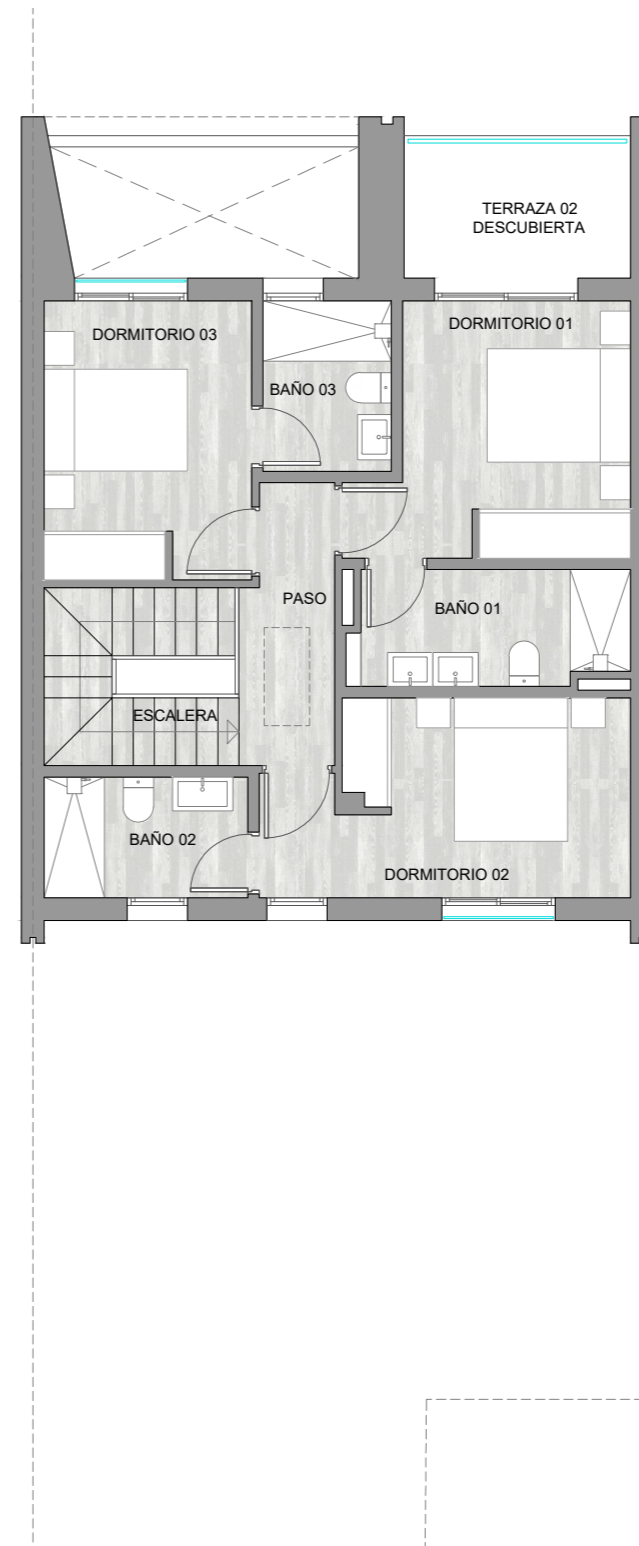 TERRAZA 02
DESCUBIERTA
DORMITORIO 03
DORMITORIO 01
BAÑO 03
PASO
BAÑO 01
ESCALERA
BAÑO 02
DORMITORIO 02